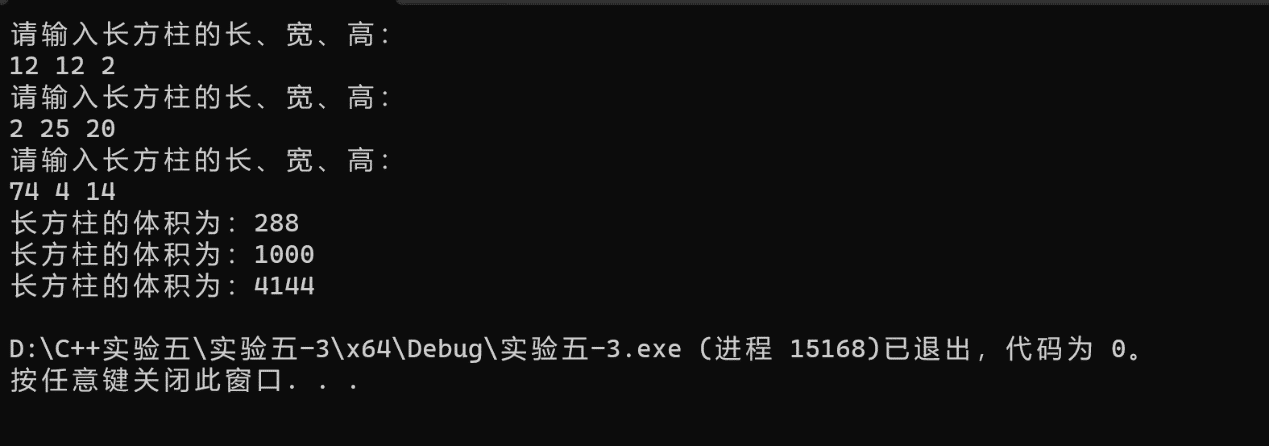 请输入长方柱的长、宽、高：
12 12 2
请输入长方柱的长、宽、高：
2 25 20
请输入长方柱的长、宽、高：
74 4 14
长方柱的体积为：288
长方柱的体积为：1000
长方柱的体积为：4144
D:\C++实验五\实验五-3\x64\Debug\实验五-3.exe (进程 15168)已退出，代码为 0。
按任意键关闭此窗口. . .